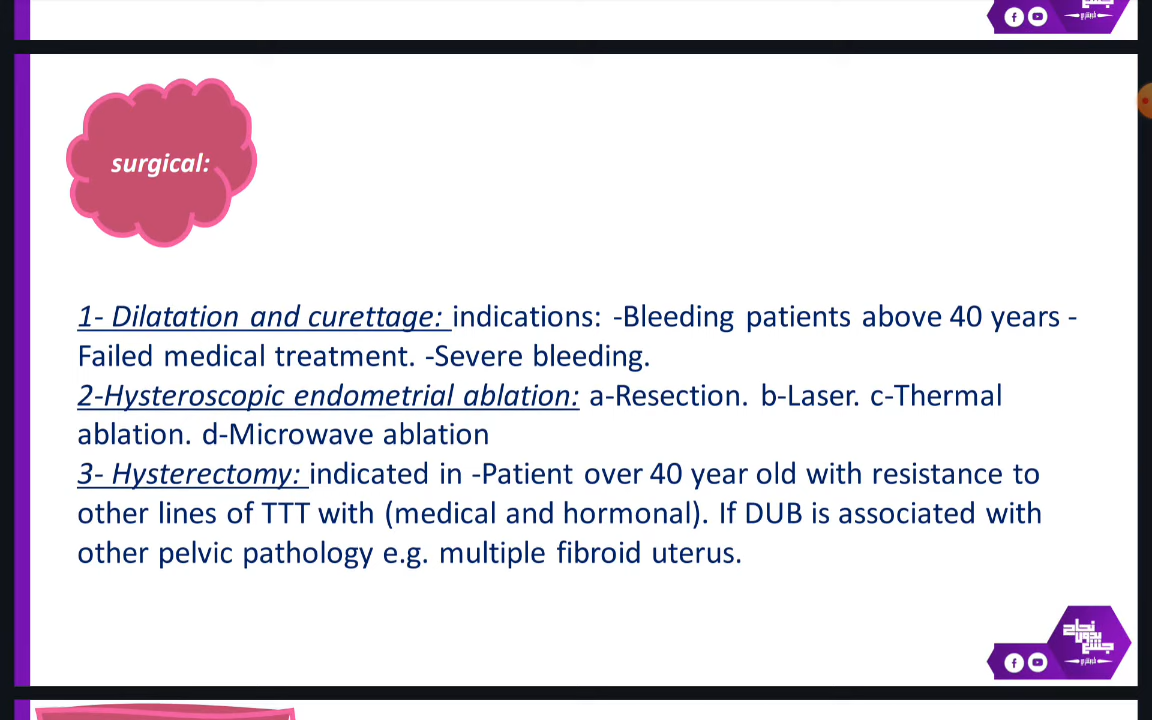 surgical:
1- Dilatation and curettage: indications: -Bleeding patients above 40 years -
Failed medical treatment. -Severe bleeding.
2-Hysteroscopic endometrial ablation: a-Resection. b-Laser. c-Thermal
ablation. d-Microwave ablation
3- Hysterectomy: indicated in -Patient over 40 year old with resistance to
other lines of TTT with (medical and hormonal). If DUB is associated with
other pelvic pathology e.g. multiple fibroid uterus.
نجاح
بدون